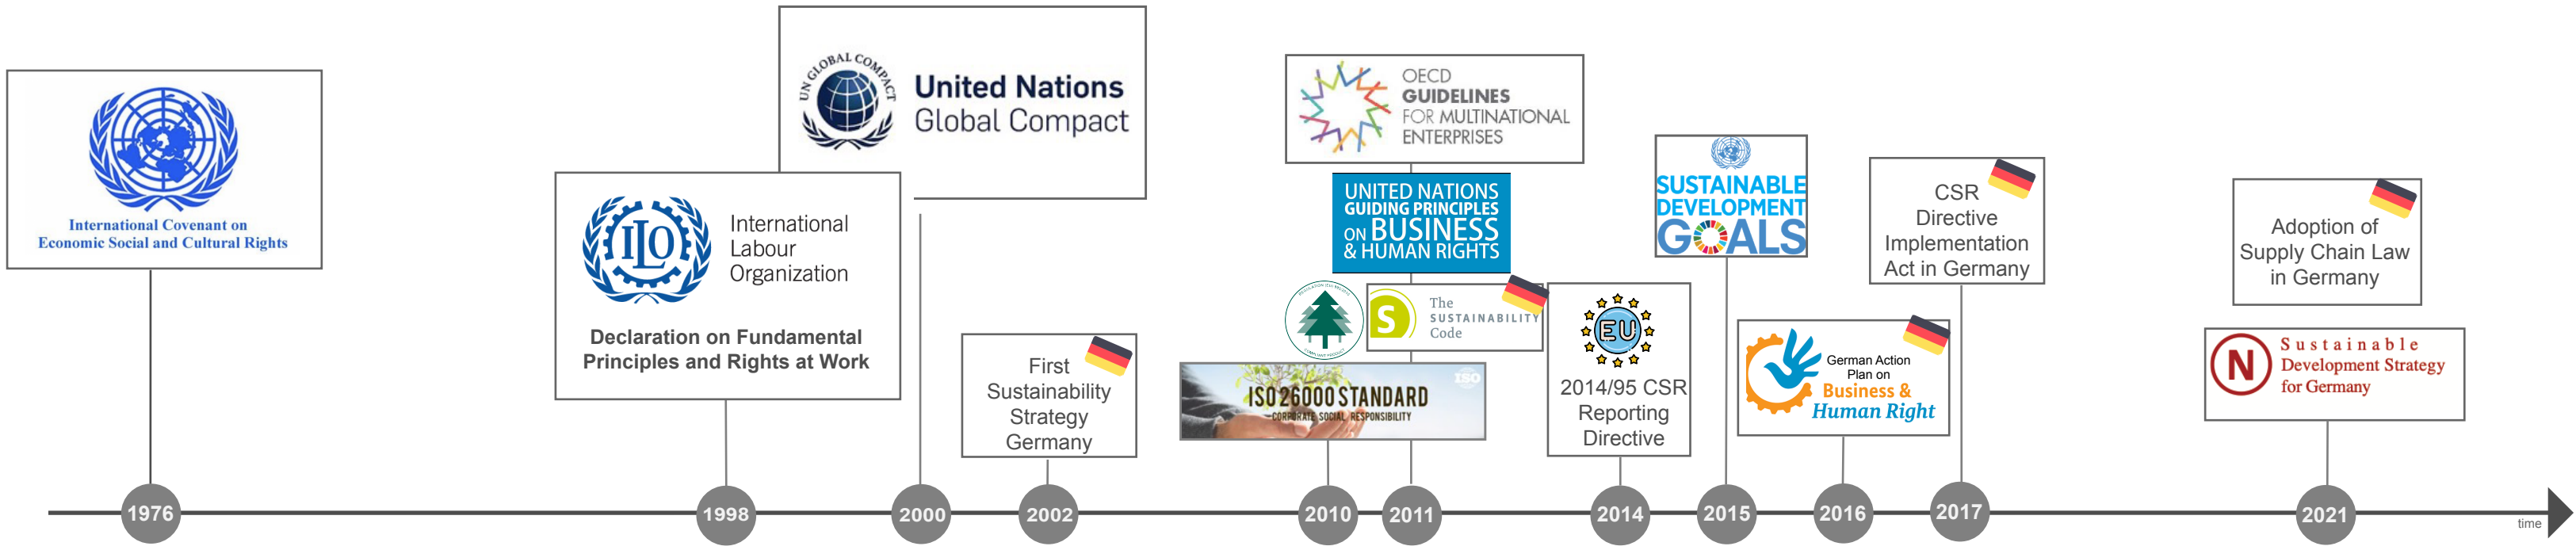 International Covenant on
Economic Social and Cultural Rights
UN GLOBAL COMPACT
United Nations
Global Compact
ILO
International
Labour
Organization
Declaration on Fundamental
Principles and Rights at Work
First
Sustainability
Strategy
Germany
OECD
GUIDELINES
FOR MULTINATIONAL
ENTERPRISES
UNITED NATIONS
GUIDING PRINCIPLES
ON BUSINESS
& HUMAN RIGHTS
S
The
SUSTAINABILITY
Code
COMPLIANT PRODUCT
ISO
ISO 26000 STANDARD
CORPORATE SOCIAL RESPONSIBILITY
EU
2014/95 CSR
Reporting
Directive
SUSTAINABLE
DEVELOPMENT
GOALS
German Action
Plan on
Business &
Human Right
CSR
Directive
Implementation
Act in Germany
Adoption of
Supply Chain Law
in Germany
N
Sustainable
Development Strategy
for Germany
1976
1998
2000
2002
2010
2011
2014
2015
2016
2017
2021
time